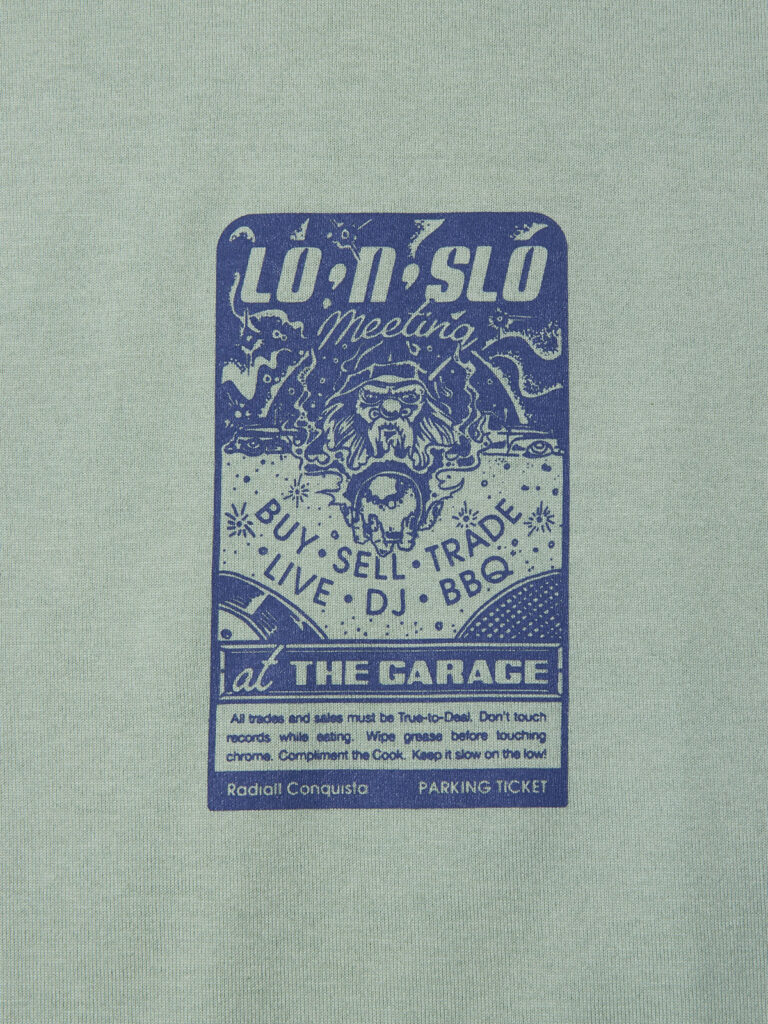 LO'N'SLO
Meeting
BUY • SELL • TRADE
• LIVE • DJ • BBQ
at THE GARAGE
All trades and sales must be True-to-Deal. Don't touch
records while eating. Wipe grease before touching
chrome. Compliment the Cook. Keep it slow on the low!
Radiall Conquista PARKING TICKET